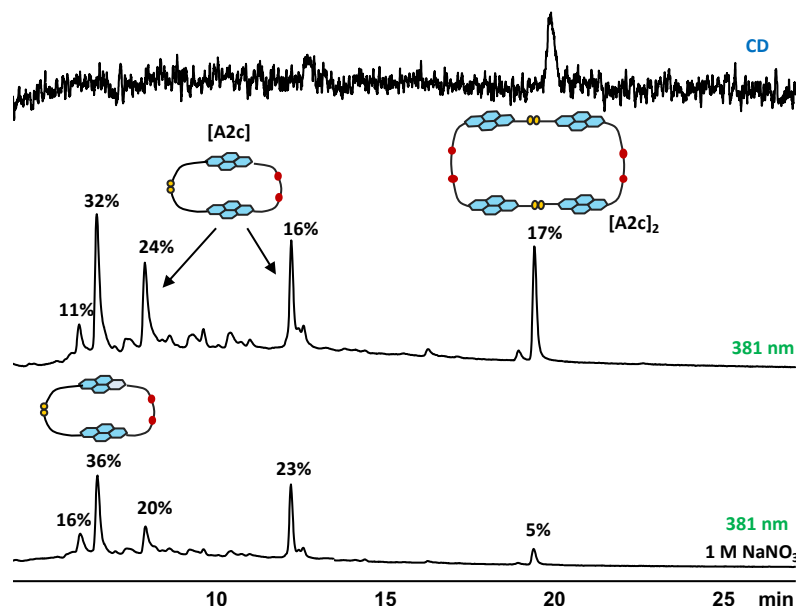 CD
[A2c]
32%
24%
16%
17%
[A2c]₂
11%
381 nm
36%
16%
20%
23%
5%
381 nm
1 M NaNO₃
10 15 20 25 min